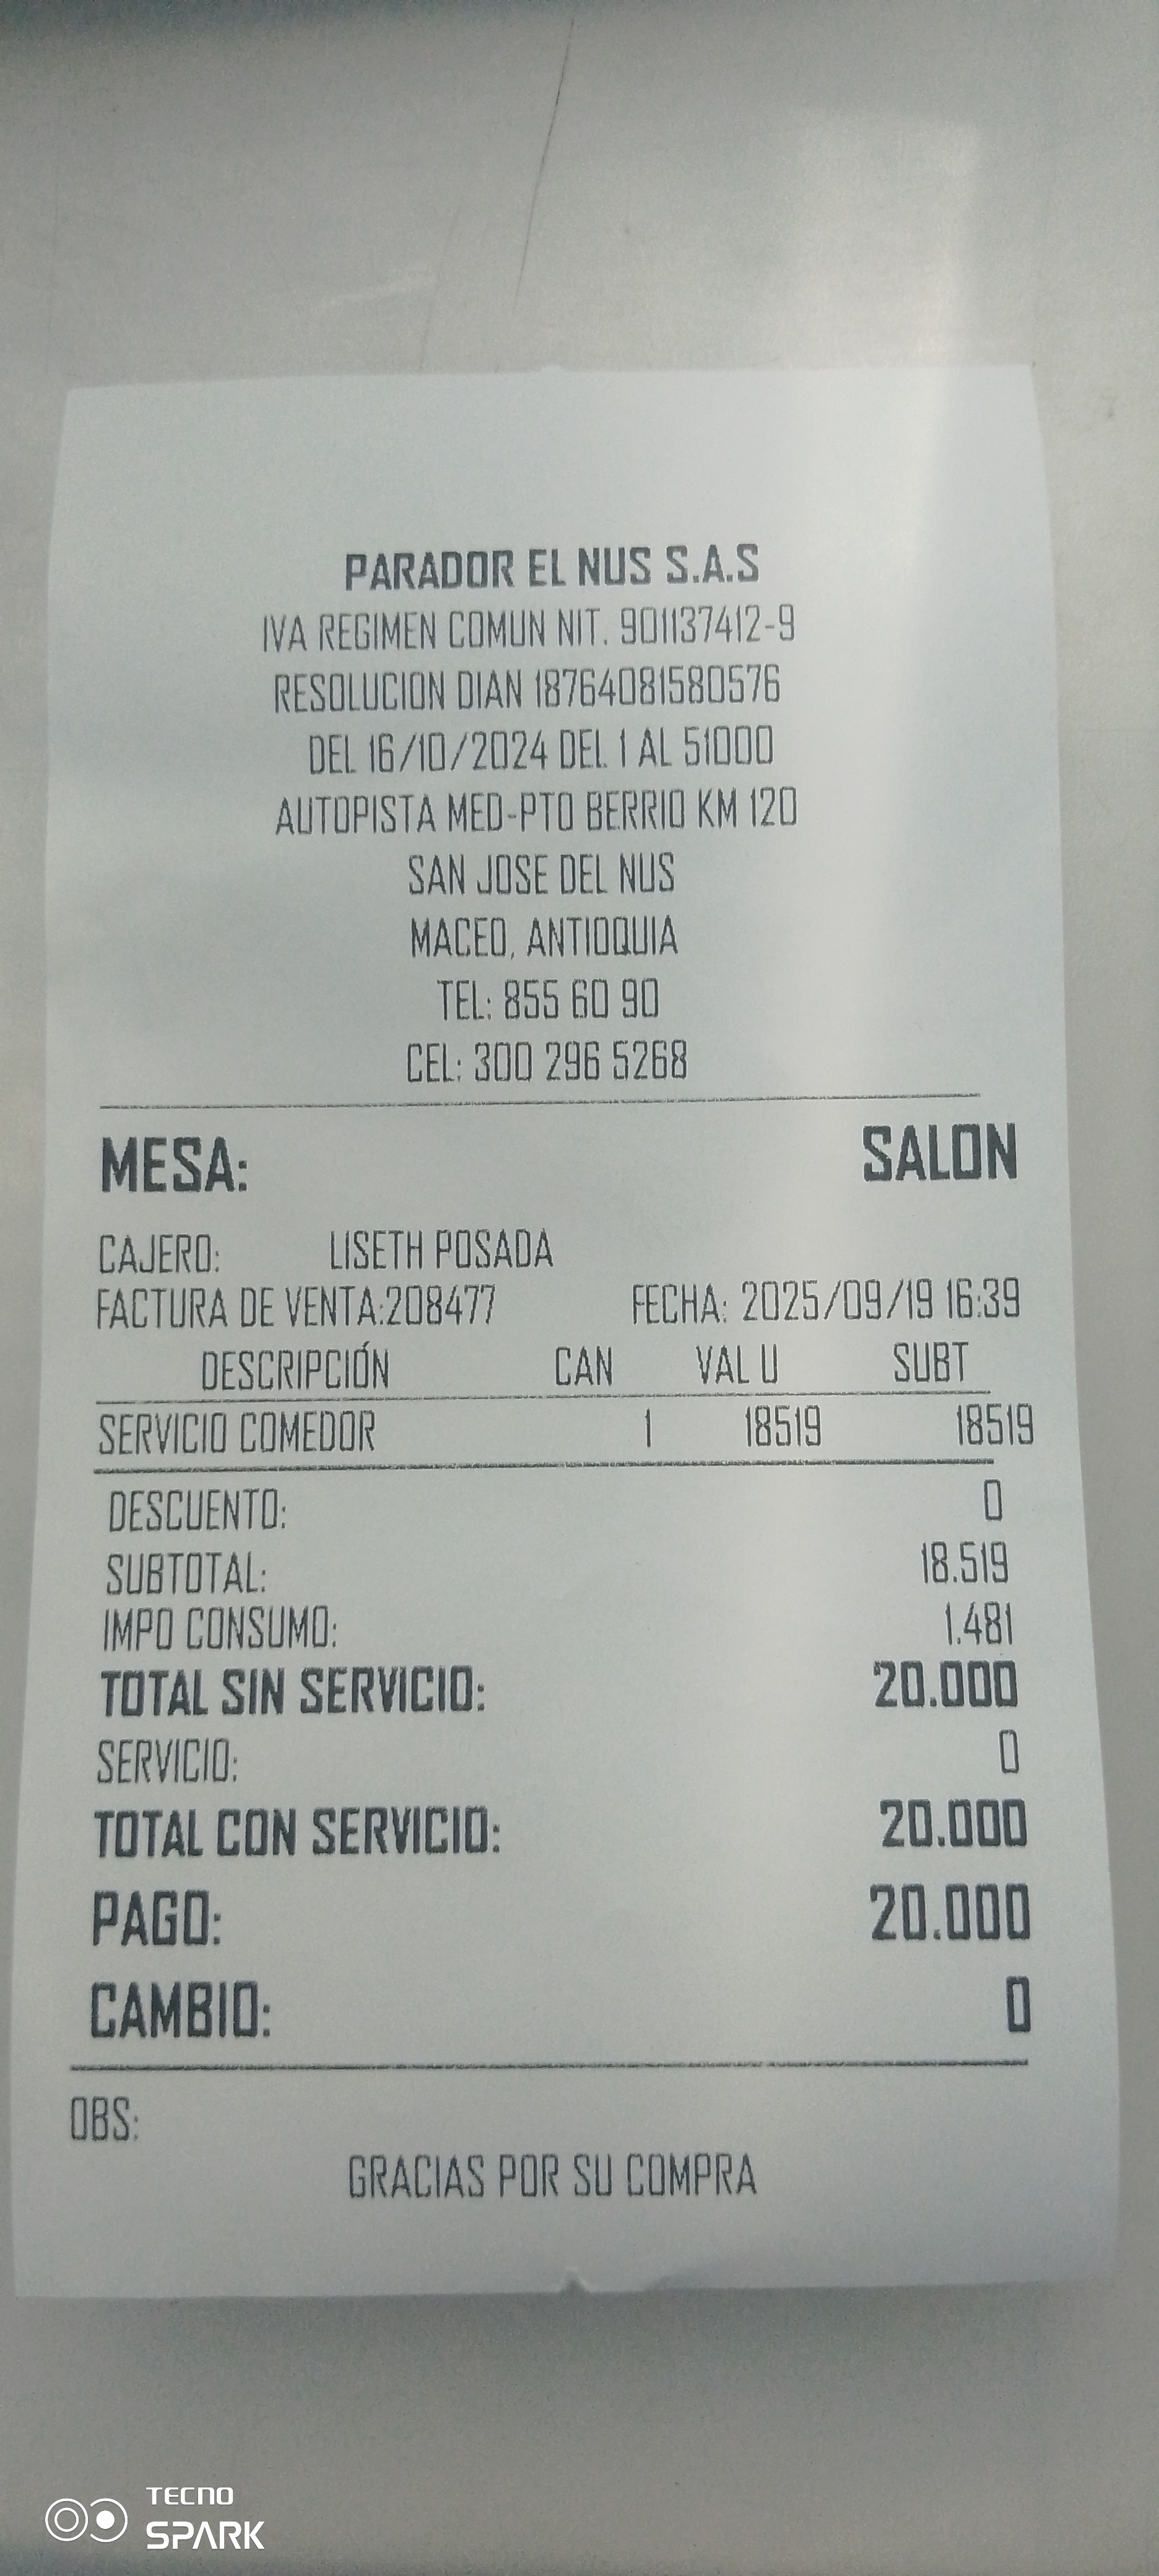 PARADOR EL NUS S.A.S
IVA REGIMEN COMUN NIT. 901137412-9
RESOLUCION DIAN 18764081580576
DEL 16/10/2024 DEL 1 AL 51000
AUTOPISTA MED-PTO BERRIO KM 120
SAN JOSE DEL NUS
MACEO, ANTIOQUIA
TEL: 855 60 90
CEL: 300 296 5268
MESA: SALON
CAJERO: LISETH POSADA
FACTURA DE VENTA:208477 FECHA: 2025/09/19 16:39
DESCRIPCIÓN CAN VAL U SUBT
SERVICIO COMEDOR 1 18519 18519
DESCUENTO: 0
SUBTOTAL: 18.519
IMPO CONSUMO: 1.481
TOTAL SIN SERVICIO: 20.000
SERVICIO: 0
TOTAL CON SERVICIO: 20.000
PAGO: 20.000
CAMBIO: 0
OBS:
GRACIAS POR SU COMPRA
TECNO
SPARK